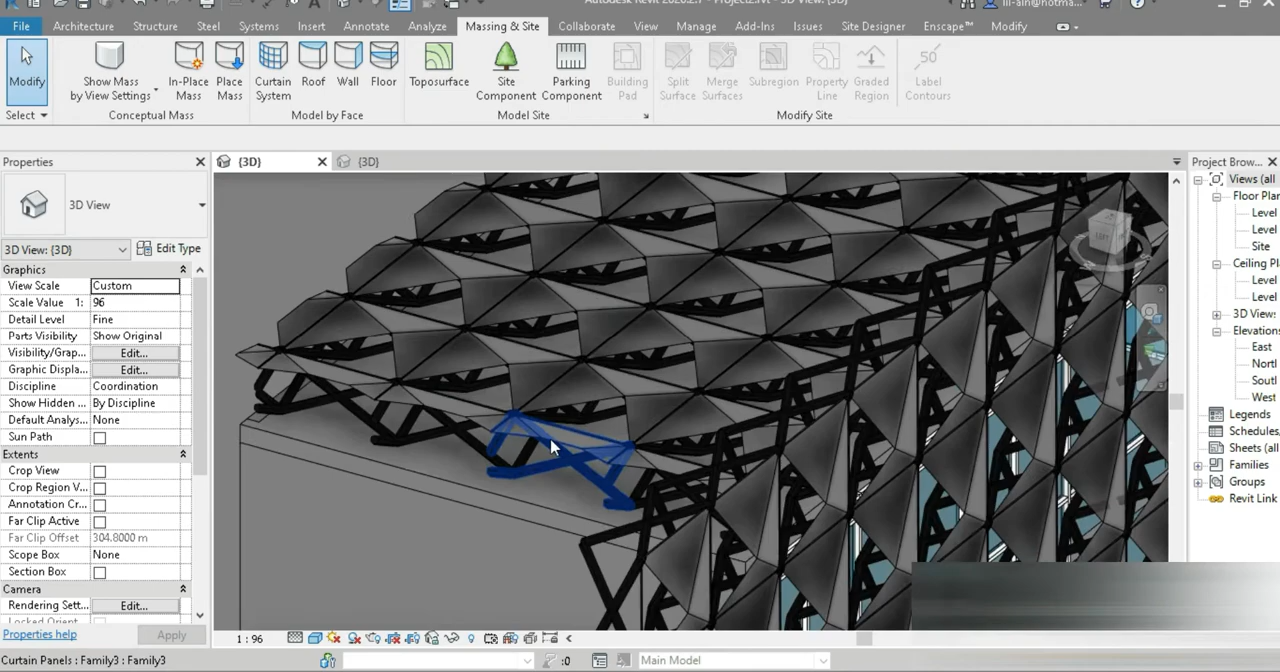 Autodesk Revit 2020.2.
Project2.rvt - 3D View: {3D}
File Architecture Structure Steel Systems Insert Annotate Analyze Massing & Site Collaborate View Manage Add-Ins Issues Site Designer Enscape™ Modify
Modify
Show Mass
by View Settings
In-Place
Mass
Place
Mass
Curtain
System
Roof
Wall
Floor
Toposurface
Site
Component
Parking
Component
Building
Pad
Split
Surface
Merge
Surfaces
Subregion
Property
Line
Graded
Region
50
Label
Contours
Select Conceptual Mass Model by Face Model Site Modify Site
Properties
{3D}
{3D}
Project Brow...
3D View
3D View: {3D}
Edit Type
Graphics
View Scale Custom
Scale Value 1: 96
Detail Level Fine
Parts Visibility Show Original
Visibility/Grap... Edit...
Graphic Displa... Edit...
Discipline Coordination
Show Hidden ... By Discipline
Default Analys... None
Sun Path
Extents
Crop View
Crop Region V...
Annotation Cr...
Far Clip Active
Far Clip Offset 304.8000 m
Scope Box None
Section Box
Camera
Rendering Sett... Edit...
Properties help
Apply
LEFT
Views (all
Floor Plan
Level
Level
Site
Ceiling Pl
Level
Level
3D View
Elevations
East
Nort
Soutl
West
Legends
Schedules,
Sheets (all
Families
Groups
Revit Link
1 : 96
Curtain Panels : Family3 : Family3
:0
Main Model